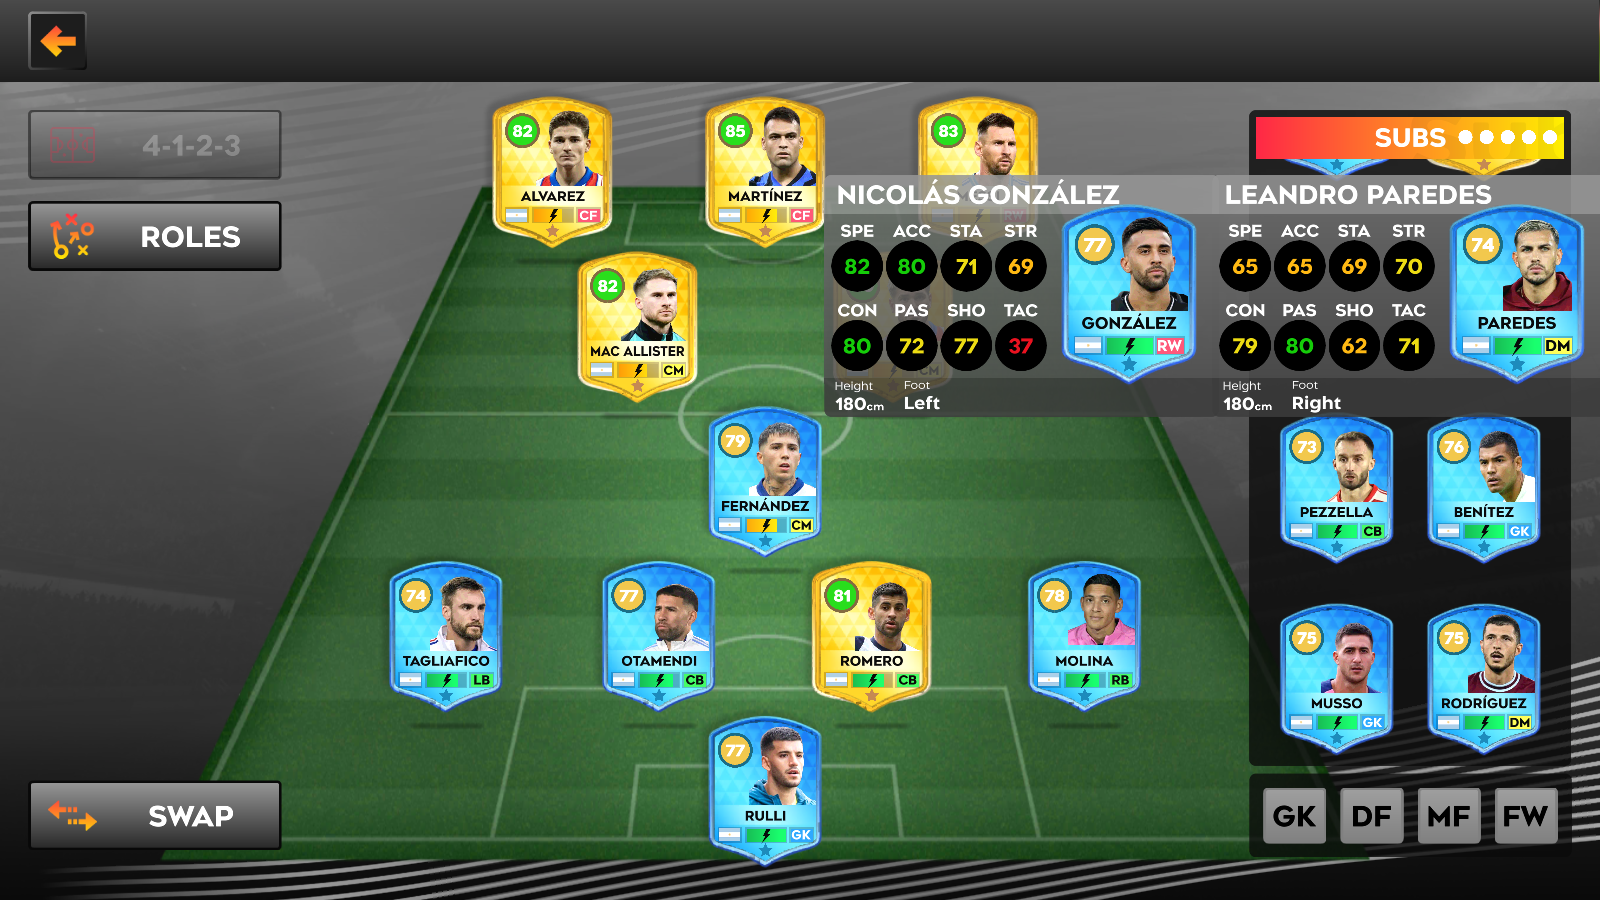 4-1-2-3
ROLES
SWAP
82
ALVAREZ
CF
85
MARTÍNEZ
CF
83
RW
82
MAC ALLISTER
CM
CM
79
FERNÁNDEZ
CM
74
TAGLIAFICO
LB
77
OTAMENDI
CB
81
ROMERO
CB
78
MOLINA
RB
77
RULLI
GK
NICOLÁS GONZÁLEZ
SPE ACC STA STR
82 80 71 69
CON PAS SHO TAC
80 72 77 37
Height Foot
180cm Left
77
GONZÁLEZ
RW
LEANDRO PAREDES
SPE ACC STA STR
65 65 69 70
CON PAS SHO TAC
79 80 62 71
Height Foot
180cm Right
74
PAREDES
DM
SUBS
73
PEZZELLA
CB
76
BENÍTEZ
GK
75
MUSSO
GK
75
RODRÍGUEZ
DM
GK DF MF FW